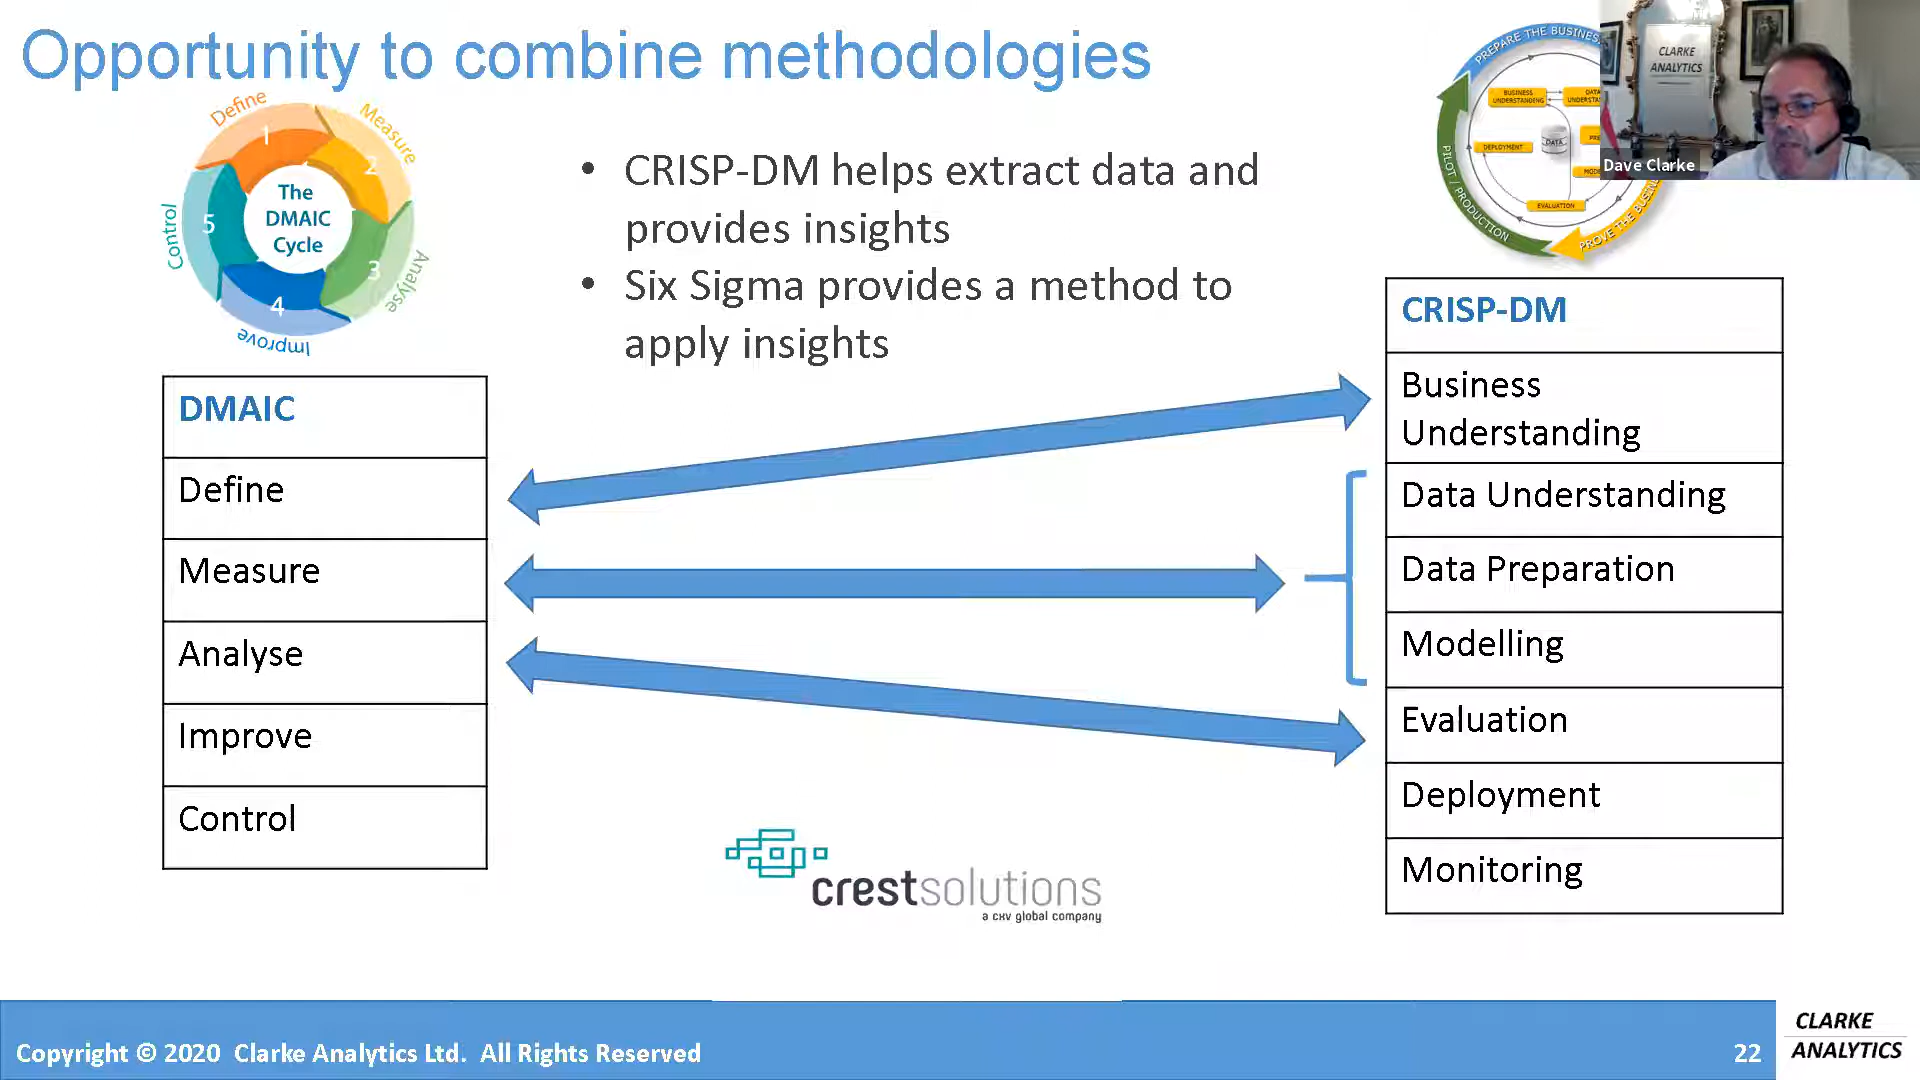 Opportunity to combine methodologies
Define
Measure
Analyse
Improve
Control
1
2
3
4
5
The
DMAIC
Cycle
• CRISP-DM helps extract data and
provides insights
• Six Sigma provides a method to
apply insights
PREPARE THE BUSINESS
PILOT / PRODUCTION
PROVE THE
BUSINESS
UNDERSTANDING
DEPLOYMENT
DATA
EVALUATION
CLARKE
ANALYTICS
Dave Clarke
DMAIC
Define
Measure
Analyse
Improve
Control
CRISP-DM
Business
Understanding
Data Understanding
Data Preparation
Modelling
Evaluation
Deployment
Monitoring
crestsolutions
a cxv global company
Copyright © 2020 Clarke Analytics Ltd. All Rights Reserved
22
CLARKE
ANALYTICS